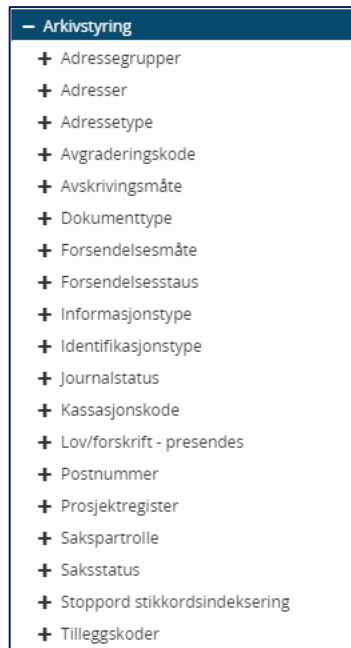 − Arkivstyring
+ Adressegrupper
+ Adresser
+ Adressetype
+ Avgraderingskode
+ Avskrivingsmåte
+ Dokumenttype
+ Forsendelsesmåte
+ Forsendelsesstaus
+ Informasjonstype
+ Identifikasjonstype
+ Journalstatus
+ Kassasjonskode
+ Lov/forskrift - presendes
+ Postnummer
+ Prosjektregister
+ Sakspartrolle
+ Saksstatus
+ Stoppord stikkordsindeksering
+ Tilleggskoder